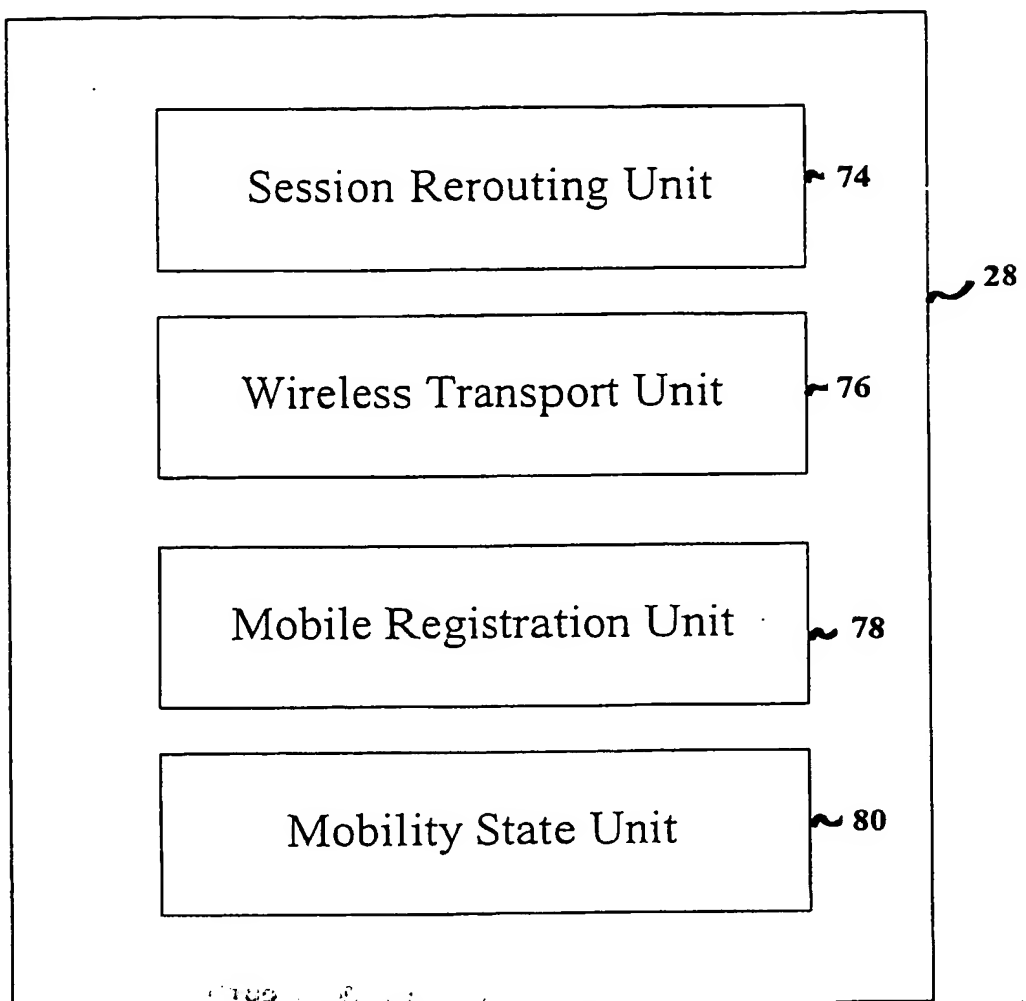 Session Rerouting Unit 74
28
Wireless Transport Unit 76
Mobile Registration Unit 78
Mobility State Unit 80